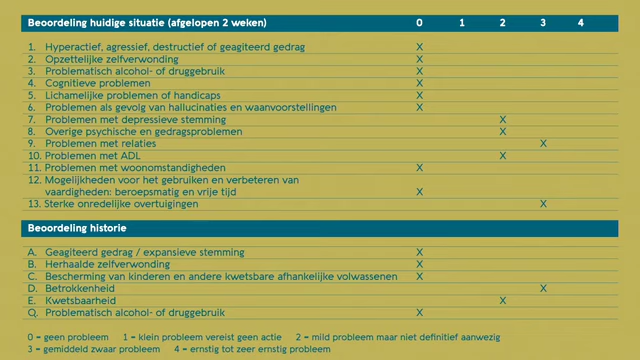 Beoordeling huidige situatie (afgelopen 2 weken) 0 1 2 3 4
1. Hyperactief, agressief, destructief of geagiteerd gedrag X
2. Opzettelijke zelfverwonding X
3. Problematisch alcohol- of druggebruik X
4. Cognitieve problemen X
5. Lichamelijke problemen of handicaps X
6. Problemen als gevolg van hallucinaties en waanvoorstellingen X
7. Problemen met depressieve stemming X
8. Overige psychische en gedragsproblemen X
9. Problemen met relaties X
10. Problemen met ADL X
11. Problemen met woonomstandigheden X
12. Mogelijkheden voor het gebruiken en verbeteren van
vaardigheden: beroepsmatig en vrije tijd X
13. Sterke onredelijke overtuigingen X
Beoordeling historie
A. Geagiteerd gedrag / expansieve stemming X
B. Herhaalde zelfverwonding X
C. Bescherming van kinderen en andere kwetsbare afhankelijke volwassenen X
D. Betrokkenheid X
E. Kwetsbaarheid X
Q. Problematisch alcohol- of druggebruik X
0 = geen probleem 1 = klein probleem vereist geen actie 2 = mild probleem maar niet definitief aanwezig
3 = gemiddeld zwaar probleem 4 = ernstig tot zeer ernstig probleem